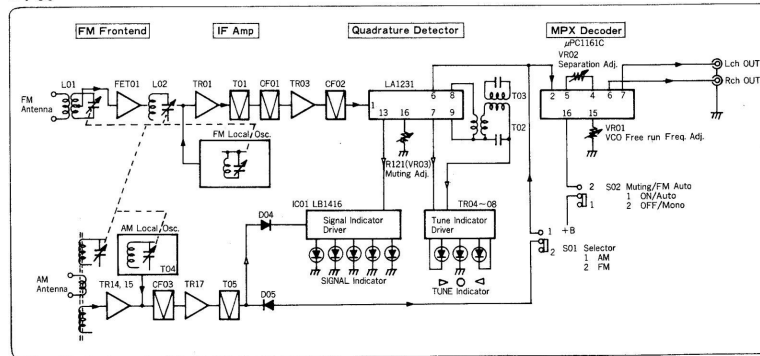 FM Frontend
IF Amp
Quadrature Detector
MPX Decoder
μPC1161C
VR02
Separation Adj.
Lch OUT
Rch OUT
L01
FET01
L02
TR01
T01
CF01
TR03
CF02
LA1231
FM
Antenna
1
6
8
13
16
7
9
T03
T02
2
5
4
6
7
16
15
VR01
VCO Free run Freq. Adj.
FM Local Osc.
R121(VR03)
Muting Adj.
2
1
S02 Muting/FM Auto
1 ON/Auto
2 OFF/Mono
+B
IC01 LB1416
Signal Indicator
Driver
TR04~08
Tune Indicator
Driver
D04
AM Local Osc.
T04
1
2
S01 Selector
1 AM
2 FM
SIGNAL Indicator
TUNE Indicator
AM
Antenna
TR14, 15
CF03
TR17
T05
D05